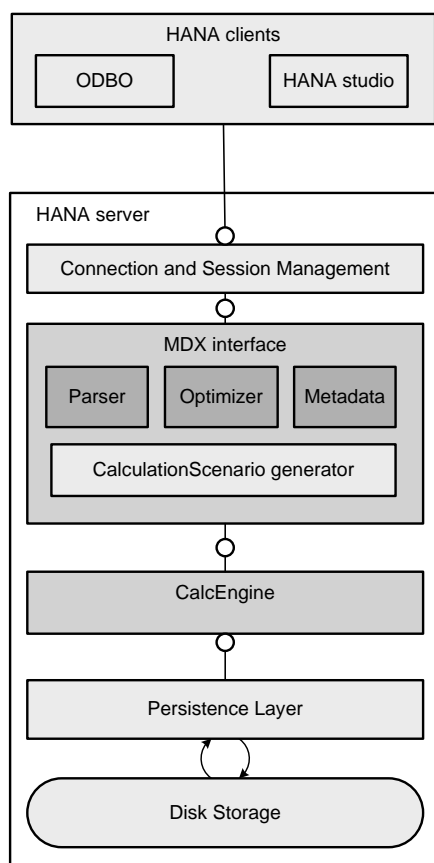 HANA clients
ODBO
HANA studio
HANA server
Connection and Session Management
MDX interface
Parser
Optimizer
Metadata
CalculationScenario generator
CalcEngine
Persistence Layer
Disk Storage